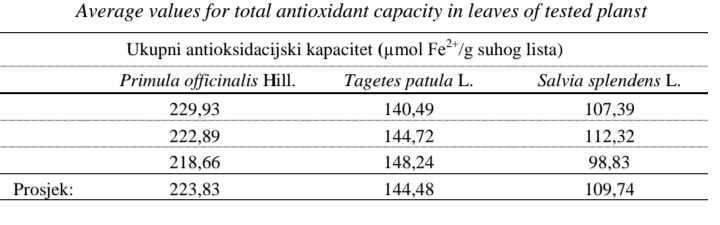 Average values for total antioxidant capacity in leaves of tested planst
Ukupni antioksidacijski kapacitet (µmol Fe²⁺/g suhog lista)
Primula officinalis Hill. Tagetes patula L. Salvia splendens L.
229,93 140,49 107,39
222,89 144,72 112,32
218,66 148,24 98,83
Prosjek: 223,83 144,48 109,74